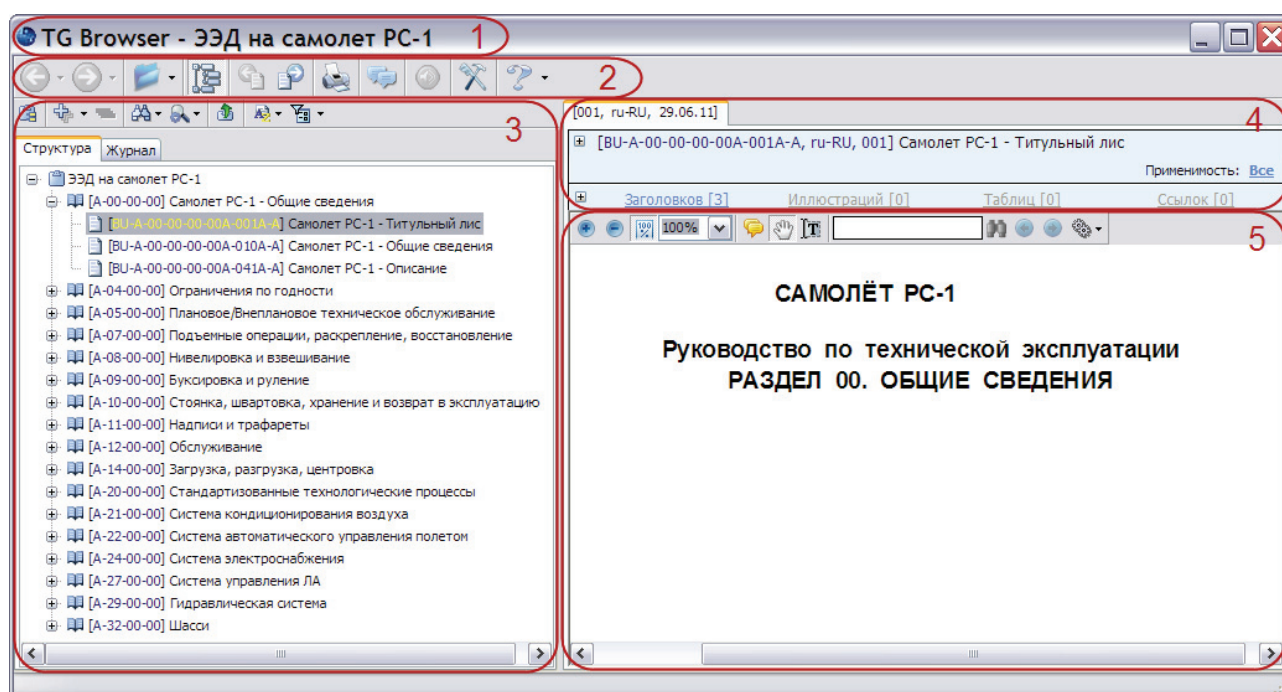 TG Browser - ЭЭД на самолет РС-1 1
2
3
Структура Журнал
ЭЭД на самолет РС-1
[A-00-00-00] Самолет РС-1 - Общие сведения
[BU-A-00-00-00-00A-001A-A] Самолет РС-1 - Титульный лис
[BU-A-00-00-00-00A-010A-A] Самолет РС-1 - Общие сведения
[BU-A-00-00-00-00A-041A-A] Самолет РС-1 - Описание
[A-04-00-00] Ограничения по годности
[A-05-00-00] Плановое/Внеплановое техническое обслуживание
[A-07-00-00] Подъемные операции, раскрепление, восстановление
[A-08-00-00] Нивелировка и взвешивание
[A-09-00-00] Буксировка и руление
[A-10-00-00] Стоянка, швартовка, хранение и возврат в эксплуатацию
[A-11-00-00] Надписи и трафареты
[A-12-00-00] Обслуживание
[A-14-00-00] Загрузка, разгрузка, центровка
[A-20-00-00] Стандартизованные технологические процессы
[A-21-00-00] Система кондиционирования воздуха
[A-22-00-00] Система автоматического управления полетом
[A-24-00-00] Система электроснабжения
[A-27-00-00] Система управления ЛА
[A-29-00-00] Гидравлическая система
[A-32-00-00] Шасси
[001, ru-RU, 29.06.11] 4
[BU-A-00-00-00-00A-001A-A, ru-RU, 001] Самолет РС-1 - Титульный лис
Применимость: Все
Заголовков [3] Иллюстраций [0] Таблиц [0] Ссылок [0]
100% 5
САМОЛЁТ РС-1
Руководство по технической эксплуатации
РАЗДЕЛ 00. ОБЩИЕ СВЕДЕНИЯ